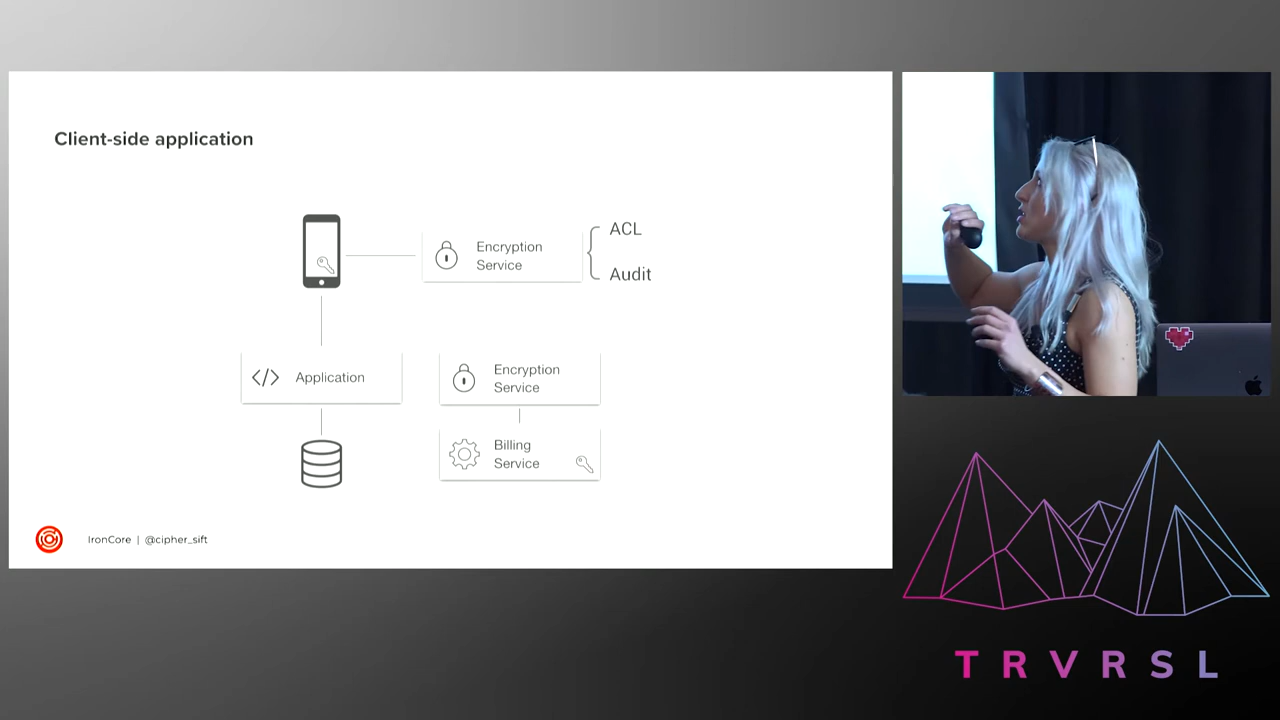 Client-side application
Encryption
Service
ACL
Audit
</> Application
Encryption
Service
Billing
Service
IronCore | @cipher_sift
TRVRSL